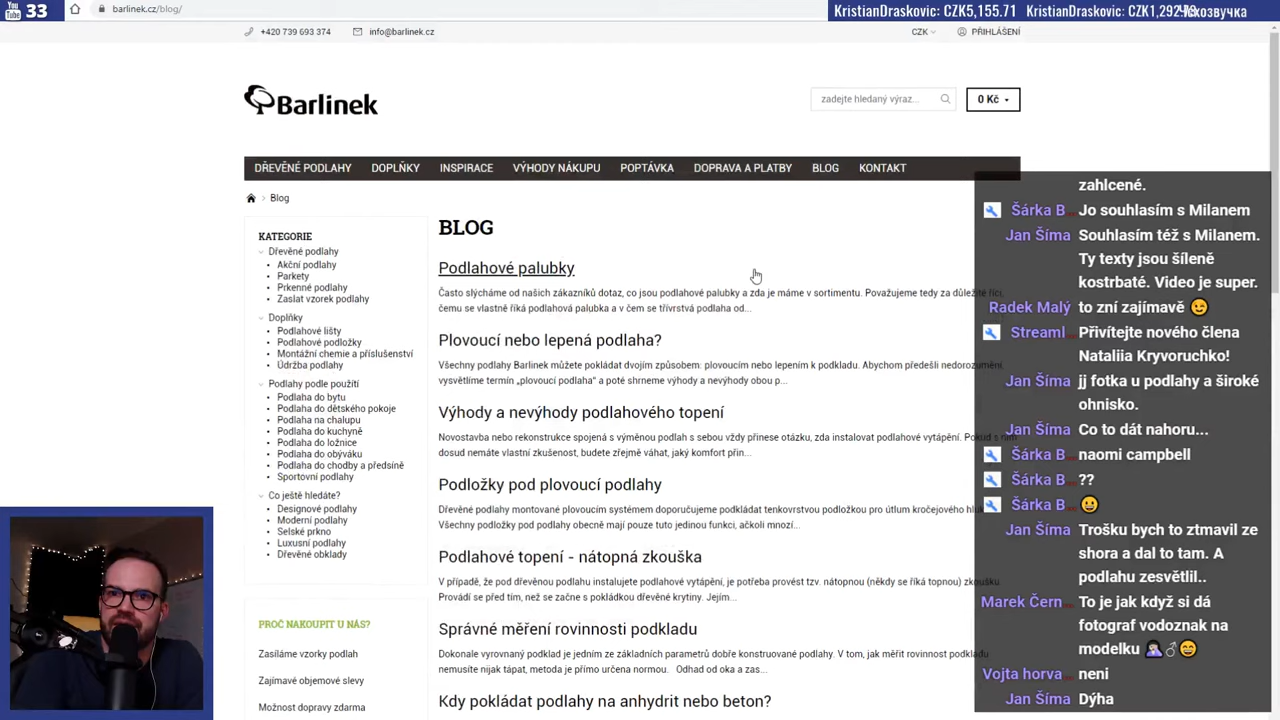 You Tube 33
barlinek.cz/blog/
KristianDraskovic: CZK5,155.71 KristianDraskovic: CZK1,292
+420 739 693 374 info@barlinek.cz
CZK PŘIHLÁŠENÍ
Barlinek
zadejte hledaný výraz...
0 Kč
DŘEVĚNÉ PODLAHY DOPLŇKY INSPIRACE VÝHODY NÁKUPU POPTÁVKA DOPRAVA A PLATBY BLOG KONTAKT
Blog
KATEGORIE
Dřevěné podlahy
Akční podlahy
Parkety
Prkenné podlahy
Zaslat vzorek podlahy
Doplňky
Podlahové lišty
Podlahové podložky
Montážní chemie a příslušenství
Údržba podlahy
Podlahy podle použití
Podlaha do bytu
Podlaha do dětského pokoje
Podlaha na chalupu
Podlaha do kuchyně
Podlaha do ložnice
Podlaha do obýváku
Podlaha do chodby a předsíně
Sportovní podlahy
Co ještě hledáte?
Designové podlahy
Moderní podlahy
Selské prkno
Luxusní podlahy
Dřevěné obklady
PROČ NAKOUPIT U NÁS?
Zasíláme vzorky podlah
Zajímavé objemové slevy
Možnost dopravy zdarma
BLOG
Podlahové palubky
Často slýcháme od našich zákazníků dotaz, co jsou podlahové palubky a zda je máme v sortimentu. Považujeme tedy za důležité říci,
čemu se vlastně říká podlahová palubka a v čem se třívrstvá podlaha od...
Plovoucí nebo lepená podlaha?
Všechny podlahy Barlinek můžete pokládat dvojím způsobem: plovoucím nebo lepením k podkladu. Abychom předešli nedorozumění,
vysvětlíme termín „plovoucí podlaha" a poté shrneme výhody a nevýhody obou p...
Výhody a nevýhody podlahového topení
Novostavba nebo rekonstrukce spojená s výměnou podlah s sebou vždy přinese otázku, zda instalovat podlahové vytápění. Pokud s ním
dosud nemáte vlastní zkušenost, budete zřejmě váhat, jaký komfort přin...
Podložky pod plovoucí podlahy
Dřevěné podlahy montované plovoucím systémem doporučujeme podkládat tenkovrstvou podložkou pro útlum kročejového hluku.
Všechny podložky pod podlahy obecně mají pouze tuto jedinou funkci, ačkoli mnozí...
Podlahové topení - nátopná zkouška
V případě, že pod dřevěnou podlahu instalujete podlahové vytápění, je potřeba provést tzv. nátopnou (někdy se říká topnou) zkoušku
Provádí se před tím, než se začne s pokládkou dřevěné krytiny. Jejím...
Správné měření rovinnosti podkladu
Dokonale vyrovnaný podklad je jedním ze základních parametrů dobře konstruované podlahy. V tom, jak měřit rovinnost podkladu
nemusíte nijak tápat, metoda je přímo určena normou. Odhad od oka a zas...
Kdy pokládat podlahy na anhydrit nebo beton?
zahlcené.
Šárka B Jo souhlasím s Milanem
Jan Šíma Souhlasím též s Milanem.
Ty texty jsou šíleně
kostrbaté. Video je super.
Radek Malý to zní zajímavě 😉
Streaml Přivítejte nového člena
Nataliia Kryvoruchko!
Jan Šíma jj fotka u podlahy a široké
ohnisko.
Jan Šíma Co to dát nahoru...
Šárka B naomi campbell
Šárka B ??
Šárka B 😀
Jan Šíma Trošku bych to ztmavil ze
shora a dal to tam. A
podlahu zesvětlil..
Marek Čern To je jak když si dá
fotograf vodoznak na
modelku 🤦🏻♂😄
Vojta horva neni
Jan Šíma Dýha